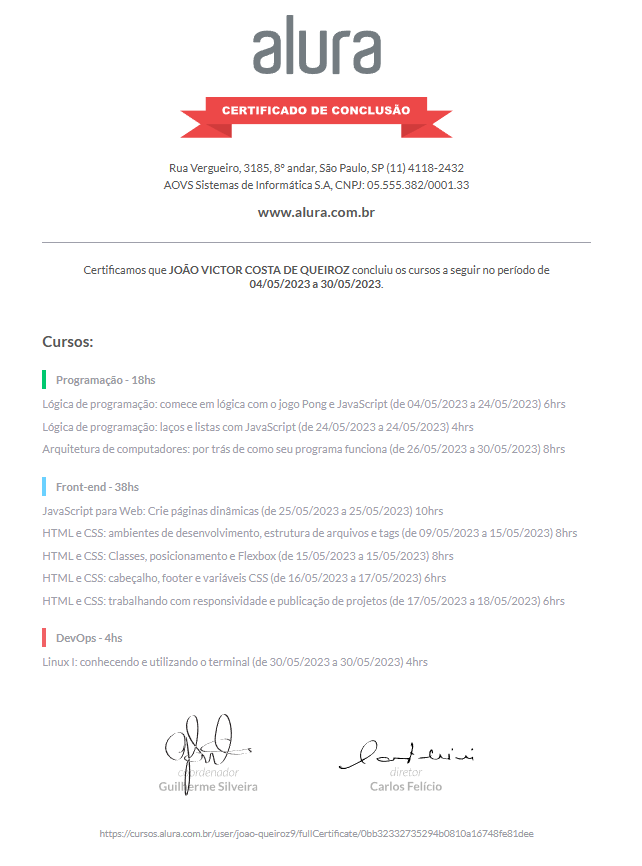 alura
CERTIFICADO DE CONCLUSÃO
Rua Vergueiro, 3185, 8º andar, São Paulo, SP (11) 4118-2432
AOVS Sistemas de Informática S.A, CNPJ: 05.555.382/0001.33
www.alura.com.br
Certificamos que JOÃO VICTOR COSTA DE QUEIROZ concluiu os cursos a seguir no período de
04/05/2023 a 30/05/2023.
Cursos:
Programação - 18hs
Lógica de programação: comece em lógica com o jogo Pong e JavaScript (de 04/05/2023 a 24/05/2023) 6hrs
Lógica de programação: laços e listas com JavaScript (de 24/05/2023 a 24/05/2023) 4hrs
Arquitetura de computadores: por trás de como seu programa funciona (de 26/05/2023 a 30/05/2023) 8hrs
Front-end - 38hs
JavaScript para Web: Crie páginas dinâmicas (de 25/05/2023 a 25/05/2023) 10hrs
HTML e CSS: ambientes de desenvolvimento, estrutura de arquivos e tags (de 09/05/2023 a 15/05/2023) 8hrs
HTML e CSS: Classes, posicionamento e Flexbox (de 15/05/2023 a 15/05/2023) 8hrs
HTML e CSS: cabeçalho, footer e variáveis CSS (de 16/05/2023 a 17/05/2023) 6hrs
HTML e CSS: trabalhando com responsividade e publicação de projetos (de 17/05/2023 a 18/05/2023) 6hrs
DevOps - 4hs
Linux I: conhecendo e utilizando o terminal (de 30/05/2023 a 30/05/2023) 4hrs
coordenador diretor
Guilherme Silveira Carlos Felício
https://cursos.alura.com.br/user/joao-queiroz9/fullCertificate/0bb32332735294b0810a16748fe81dee